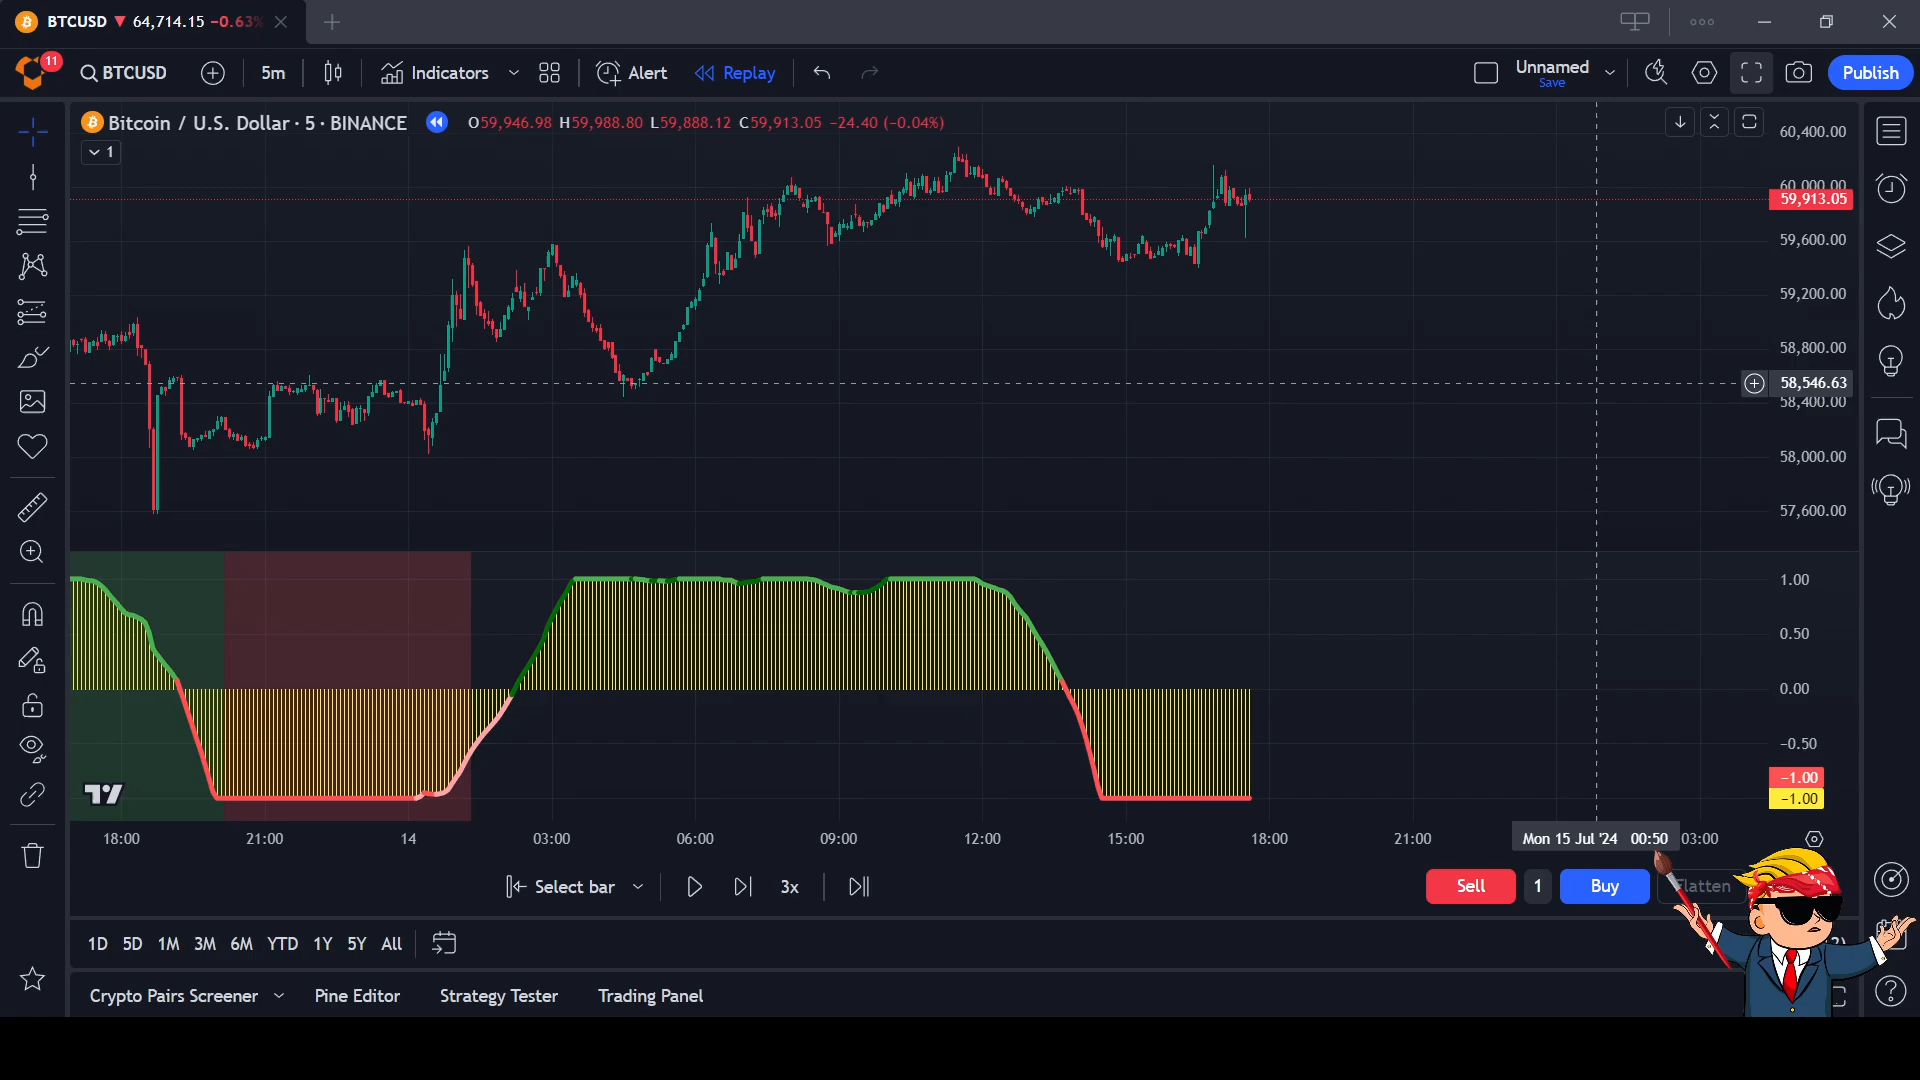 BTCUSD ▼ 64,714.15 −0.63%
11
BTCUSD 5m Indicators Alert Replay Unnamed Publish
Save
Bitcoin / U.S. Dollar · 5 · BINANCE O59,946.98 H59,988.80 L59,888.12 C59,913.05 −24.40 (−0.04%)
1
60,400.00
60,000.00
59,913.05
59,600.00
59,200.00
58,800.00
58,546.63
58,400.00
58,000.00
57,600.00
1.00
0.50
0.00
−0.50
−1.00
−1.00
18:00 21:00 14 03:00 06:00 09:00 12:00 15:00 18:00 21:00 Mon 15 Jul '24 00:50 03:00
Select bar 3x Sell 1 Buy Flatten
1D 5D 1M 3M 6M YTD 1Y 5Y All
Crypto Pairs Screener Pine Editor Strategy Tester Trading Panel